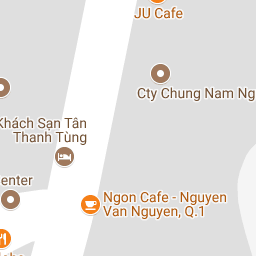 JU Cafe
Cty Chung Nam Ng
Khách Sạn Tân
Thanh Tùng
enter
Ngon Cafe - Nguyen
Van Nguyen, Q.1